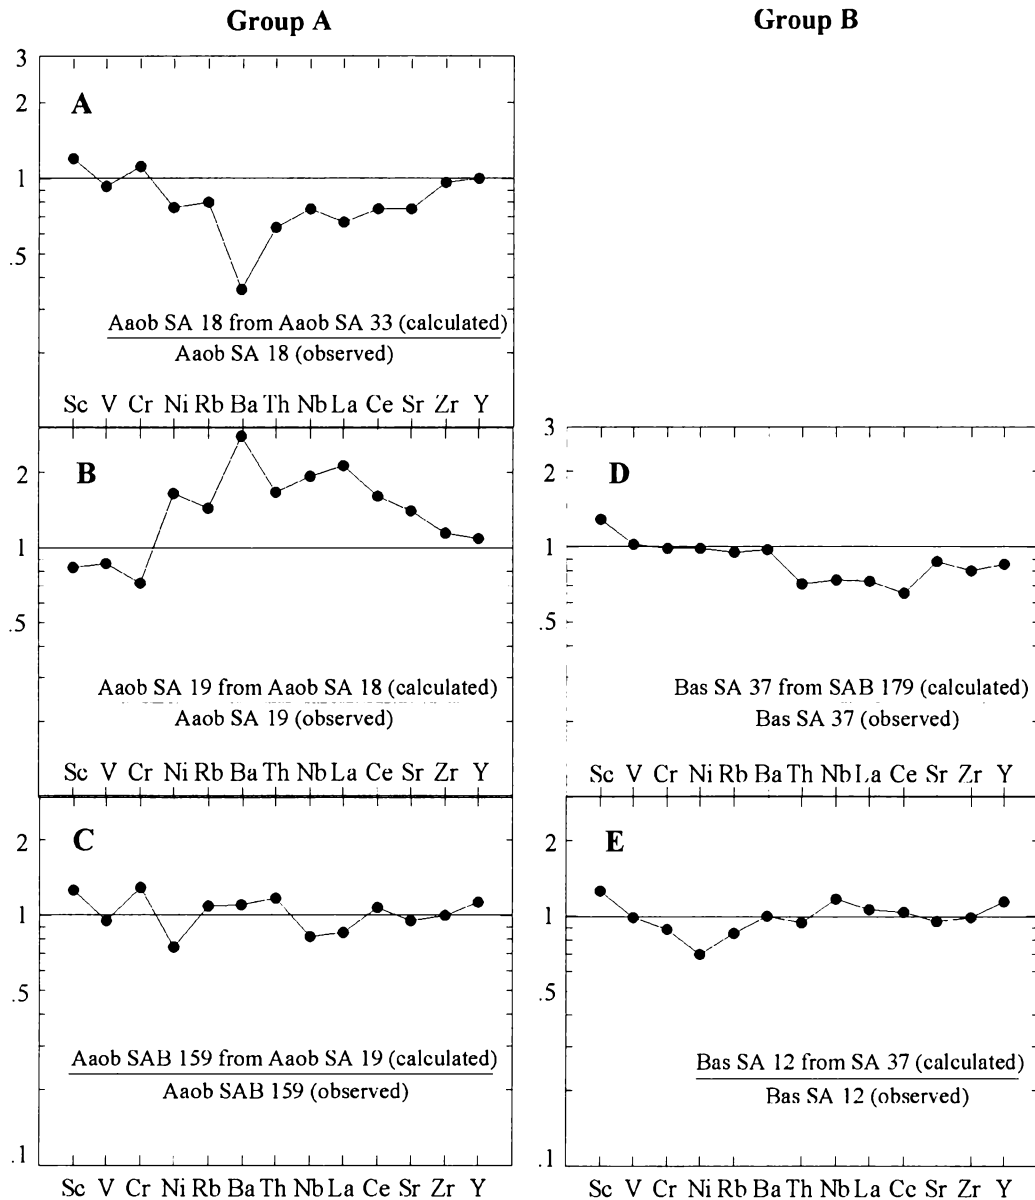 Group A
Group B
3
2
1
.5
A
Aaob SA 18 from Aaob SA 33 (calculated)
Aaob SA 18 (observed)
Sc V Cr Ni Rb Ba Th Nb La Ce Sr Zr Y
2
1
.5
B
Aaob SA 19 from Aaob SA 18 (calculated)
Aaob SA 19 (observed)
Sc V Cr Ni Rb Ba Th Nb La Ce Sr Zr Y
3
2
1
.5
D
Bas SA 37 from SAB 179 (calculated)
Bas SA 37 (observed)
Sc V Cr Ni Rb Ba Th Nb La Ce Sr Zr Y
2
1
.5
.1
C
Aaob SAB 159 from Aaob SA 19 (calculated)
Aaob SAB 159 (observed)
Sc V Cr Ni Rb Ba Th Nb La Ce Sr Zr Y
2
1
.5
.1
E
Bas SA 12 from SA 37 (calculated)
Bas SA 12 (observed)
Sc V Cr Ni Rb Ba Th Nb La Ce Sr Zr Y